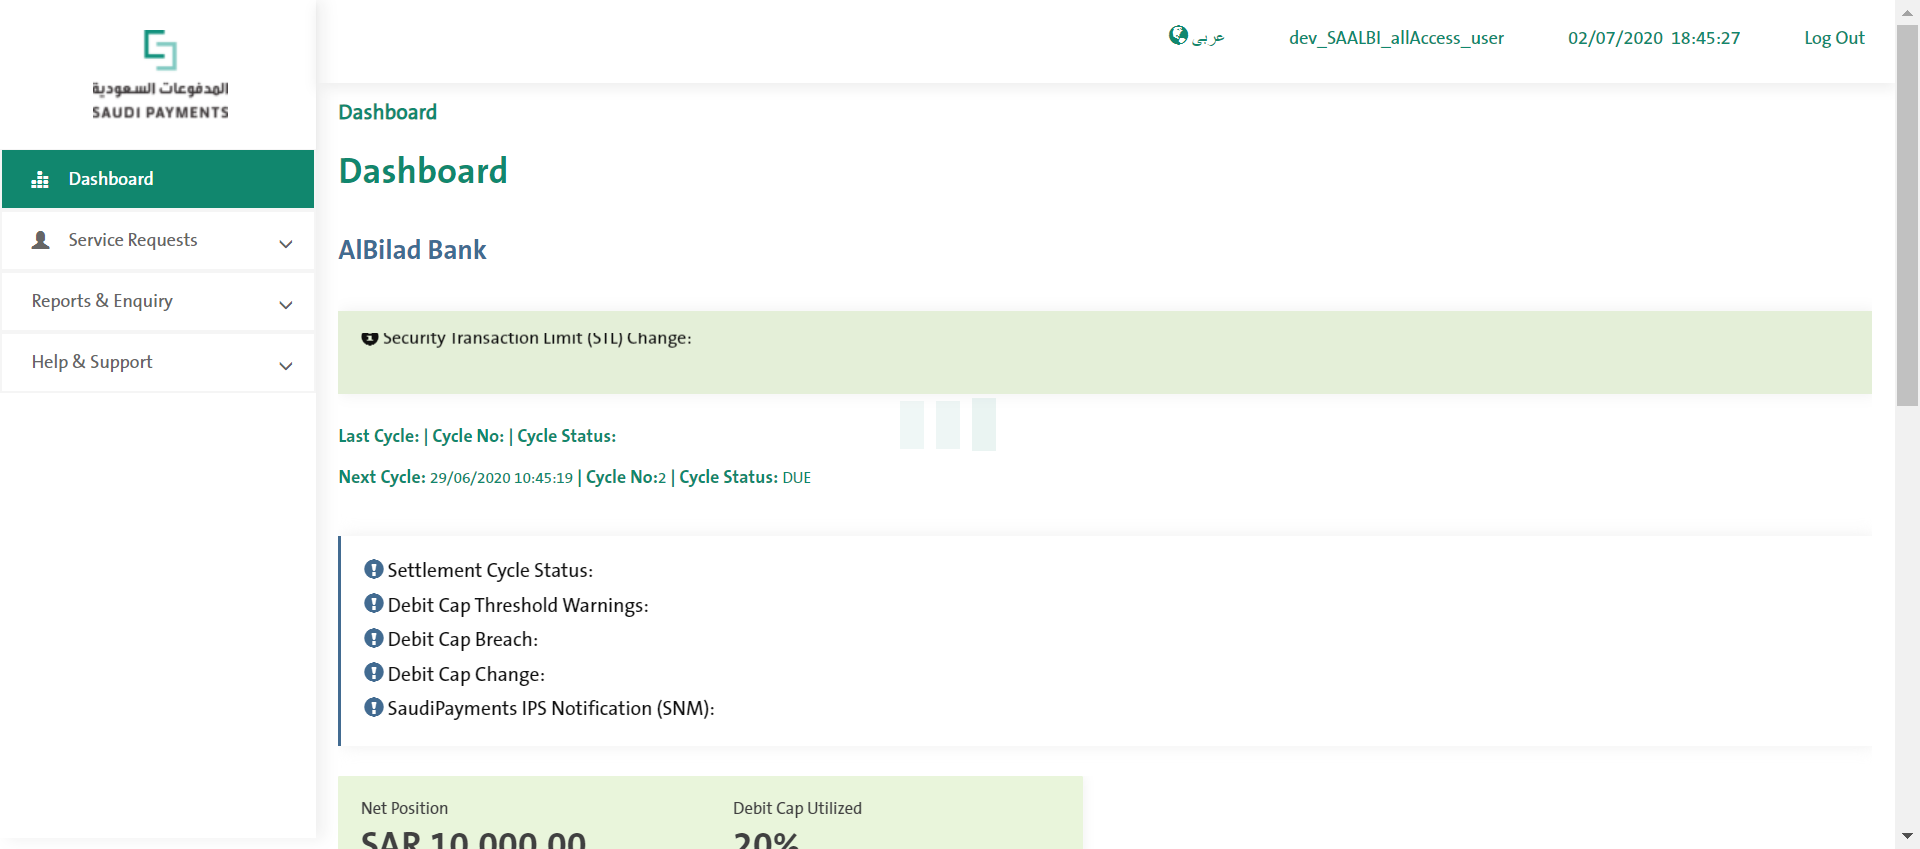 المدفوعات السعودية
SAUDI PAYMENTS
Dashboard
Service Requests
Reports & Enquiry
Help & Support
عربى
dev_SAALBI_allAccess_user
02/07/2020 18:45:27
Log Out
Dashboard
Dashboard
AlBilad Bank
Security Transaction Limit (STL) Change:
Last Cycle: | Cycle No: | Cycle Status:
Next Cycle: 29/06/2020 10:45:19 | Cycle No:2 | Cycle Status: DUE
Settlement Cycle Status:
Debit Cap Threshold Warnings:
Debit Cap Breach:
Debit Cap Change:
SaudiPayments IPS Notification (SNM):
Net Position
SAR 10,000.00
Debit Cap Utilized
20%